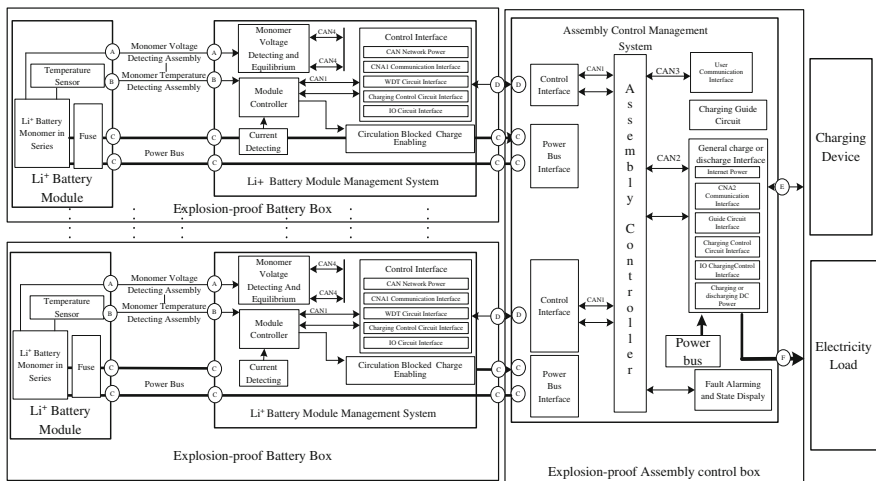 A
Monomer Voltage
Detecting Assembly
A
Monomer
Voltage
Detecting and
Equilibrium
CAN4
CAN4
Temperature
Sensor
B
Monomer Temperature
Detecting Assembly
B
Module
Controller
CAN1
Control Interface
CAN Network Power
CNA1 Communication Interface
WDT Circuit Interface
Charging Control Circuit Interface
IO Circuit Interface
D
D
Li+ Battery
Monomer in
Series
Fuse
C
C
Current
Detecting
Circulation Blocked Charge
Enabling
C
C
Power Bus
C
C
Li+ Battery
Module
Li+ Battery Module Management System
Explosion-proof Battery Box
A
Monomer Voltage
Detecting Assembly
A
Monomer
Volatge
Detecting And
Equilibrium
CAN4
CAN4
Temperature
Sensor
B
Monomer Temperature
Detecting Assembly
B
Module
Controller
CAN1
Control Interface
CAN Network Power
CNA1 Communication Interface
WDT Circuit Interface
Charging Control Circuit Interface
IO Circuit Interface
D
D
Li+ Battery
Monomer in
Series
Fuse
C
C
Current
Detecting
Circulation Blocked Charge
Enabling
C
C
Power Bus
C
C
C
C
Li+ Battery
Module
Li+ Battery Module Management System
Explosion-proof Battery Box
Assembly Control Management
System
Control
Interface
CAN1
Power
Bus
Interface
Control
Interface
CAN1
Power
Bus
Interface
Assembly Controller
CAN3
User
Communication
Interface
Charging Guide
Circuit
CAN2
General charge or
discharge Interface
Internet Power
CNA2
Communication
Interface
Guide Circuit
Interface
Charging Control
Circuit Interface
IO ChargingControl
Interface
Charging or
discharging DC
Power
Power
bus
Fault Alarming
and State Dispaly
E
F
Explosion-proof Assembly control box
Charging
Device
Electricity
Load